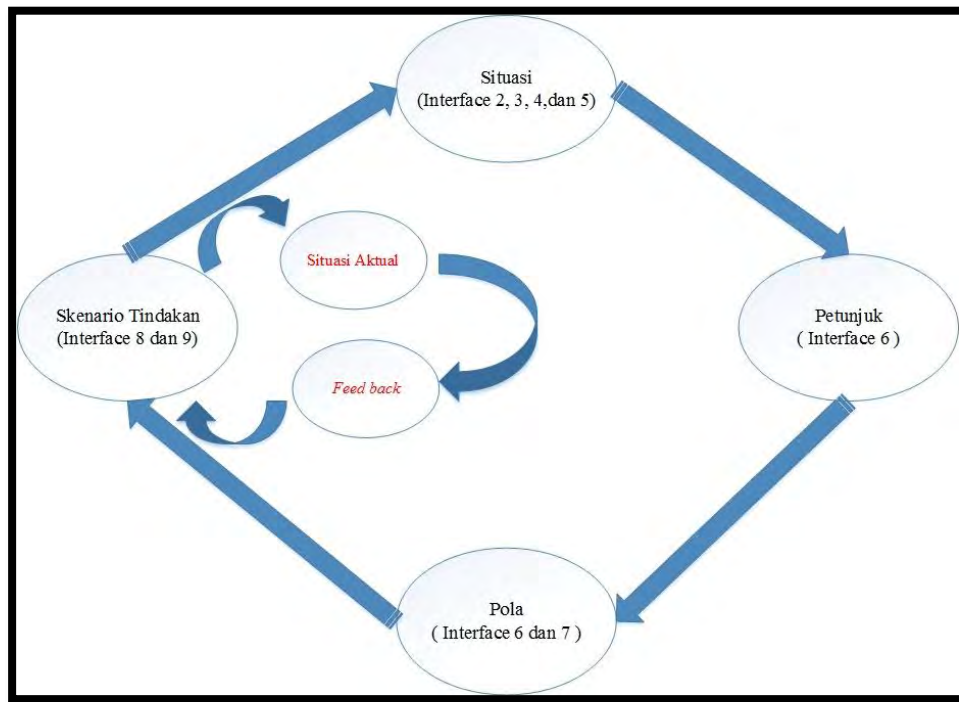 Situasi
(Interface 2, 3, 4,dan 5)
Situasi Aktual
Skenario Tindakan
(Interface 8 dan 9)
Petunjuk
( Interface 6 )
Feed back
Pola
( Interface 6 dan 7 )